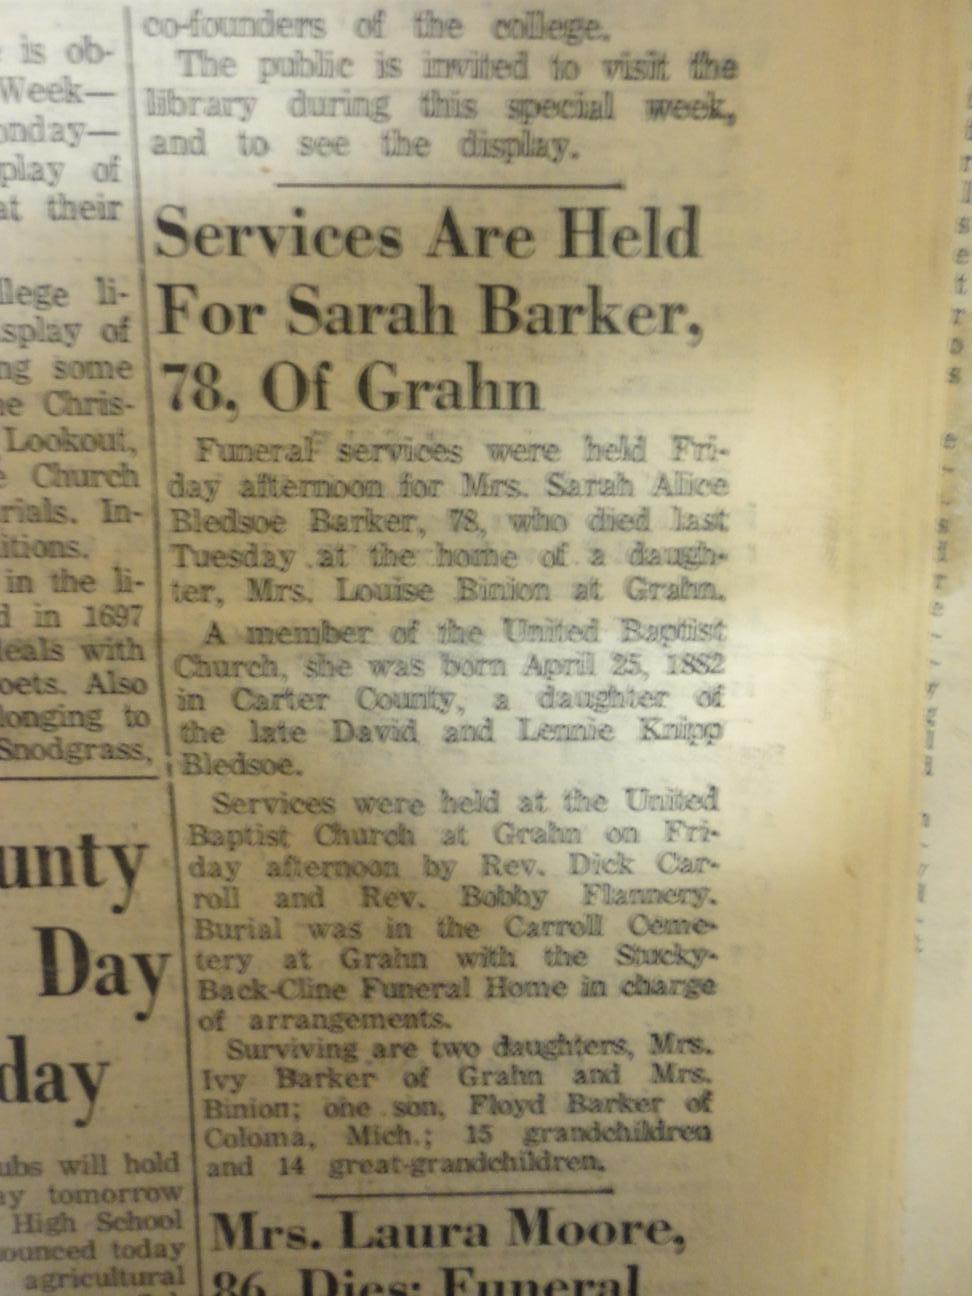 co-founders of the college.
The public is invited to visit the
library during this special week,
and to see the display.
Services Are Held
For Sarah Barker,
78, Of Grahn
Funeral services were held Fri-
day afternoon for Mrs. Sarah Alice
Bledsoe Barker, 78, who died last
Tuesday at the home of a daugh-
ter, Mrs. Louise Binion at Grahn.
A member of the United Baptist
Church, she was born April 25, 1882
in Carter County, a daughter of
the late David and Lennie Knipp
Bledsoe.
Services were held at the United
Baptist Church at Grahn on Fri-
day afternoon by Rev. Dick Car-
roll and Rev. Bobby Flannery.
Burial was in the Carroll Ceme-
tery at Grahn with the Stucky-
Back-Cline Funeral Home in charge
of arrangements.
Surviving are two daughters, Mrs.
Ivy Barker of Grahn and Mrs.
Binion; one son, Floyd Barker of
Coloma, Mich.; 15 grandchildren
and 14 great-grandchildren.
Mrs. Laura Moore,
86, Dies; Funeral
is ob-
Week—
onday—
play of
at their
llege li-
isplay of
ng some
he Chris-
Lookout,
Church
rials. In-
itions.
in the li-
d in 1697
deals with
oets. Also
longing to
Snodgrass,
unty
Day
day
ubs will hold
ay tomorrow
High School
nounced today
agricultural